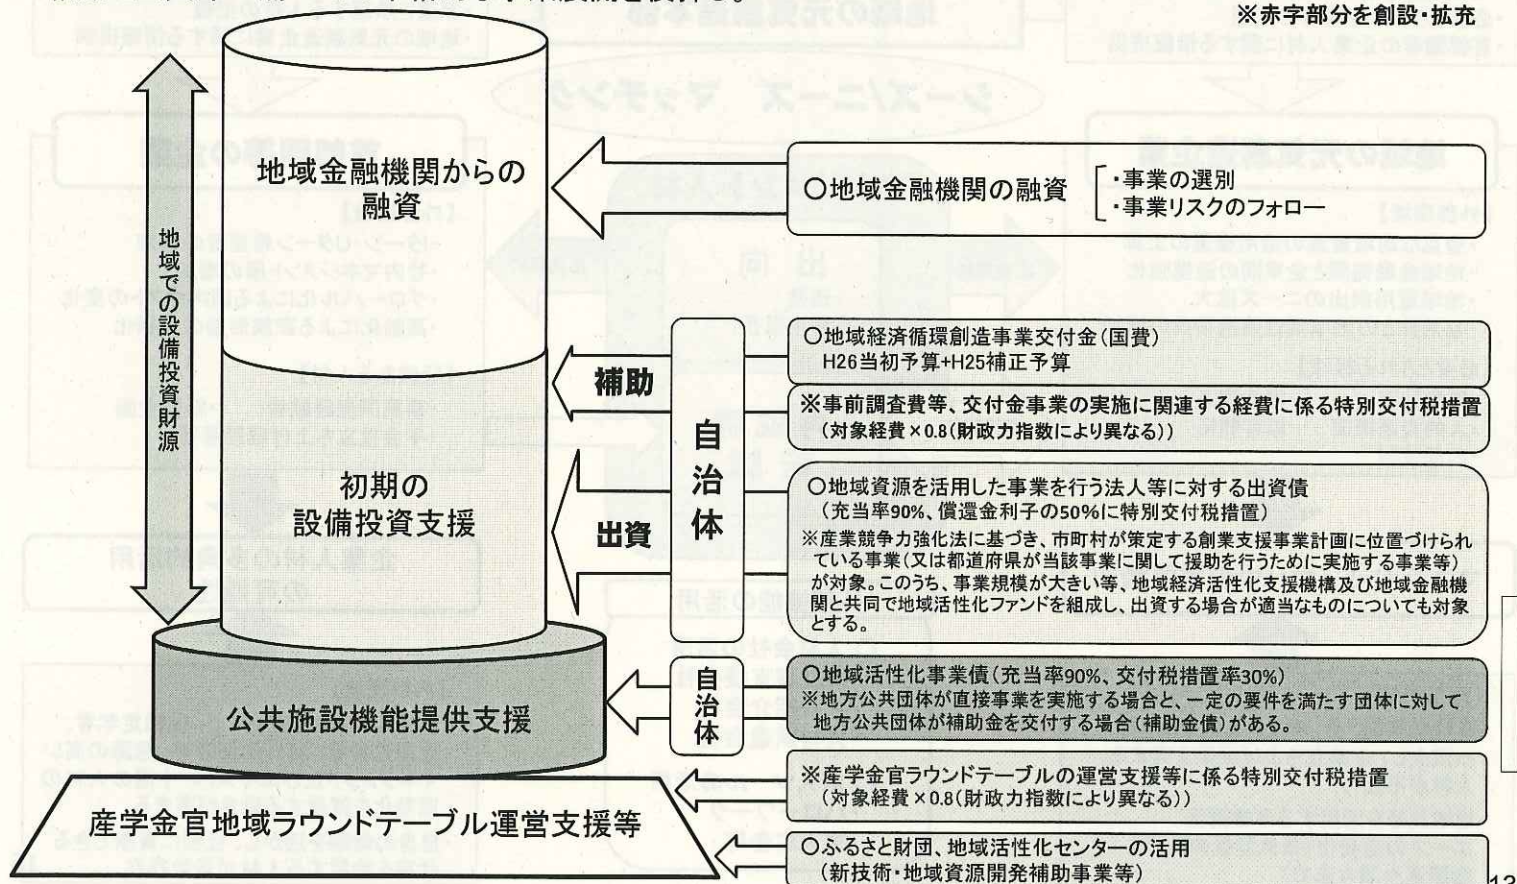 ※赤字部分を創設・拡充
地域での設備投資財源
地域金融機関からの
融資
初期の
設備投資支援
公共施設機能提供支援
産学金官地域ラウンドテーブル運営支援等
補助
出資
自治体
自治体
〇地域金融機関の融資
・事業の選別
・事業リスクのフォロー
〇地域経済循環創造事業交付金(国費)
H26当初予算+H25補正予算
※事前調査費等、交付金事業の実施に関連する経費に係る特別交付税措置
(対象経費×0.8(財政力指数により異なる))
〇地域資源を活用した事業を行う法人等に対する出資債
(充当率90%、償還金利子の50%に特別交付税措置)
※産業競争力強化法に基づき、市町村が策定する創業支援事業計画に位置づけられ
ている事業(又は都道府県が当該事業に関して援助を行うために実施する事業等)
が対象。このうち、事業規模が大きい等、地域経済活性化支援機構及び地域金融機
関と共同で地域活性化ファンドを組成し、出資する場合が適当なものについても対象
とする。
〇地域活性化事業債(充当率90%、交付税措置率30%)
※地方公共団体が直接事業を実施する場合と、一定の要件を満たす団体に対して
地方公共団体が補助金を交付する場合(補助金債)がある。
※産学金官ラウンドテーブルの運営支援等に係る特別交付税措置
(対象経費×0.8(財政力指数により異なる))
〇ふるさと財団、地域活性化センターの活用
(新技術・地域資源開発補助事業等)